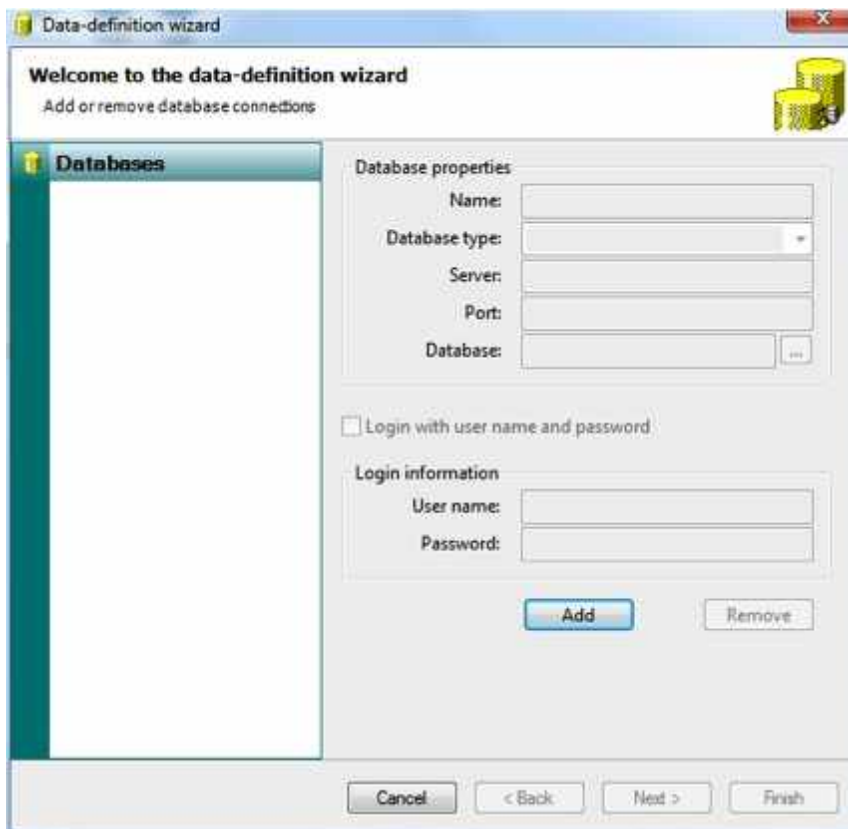 Data-definition wizard
Welcome to the data-definition wizard
Add or remove database connections
Databases
Database properties
Name:
Database type:
Server:
Port:
Database:
...
Login with user name and password
Login information
User name:
Password:
Add Remove
Cancel < Back Next > Finish